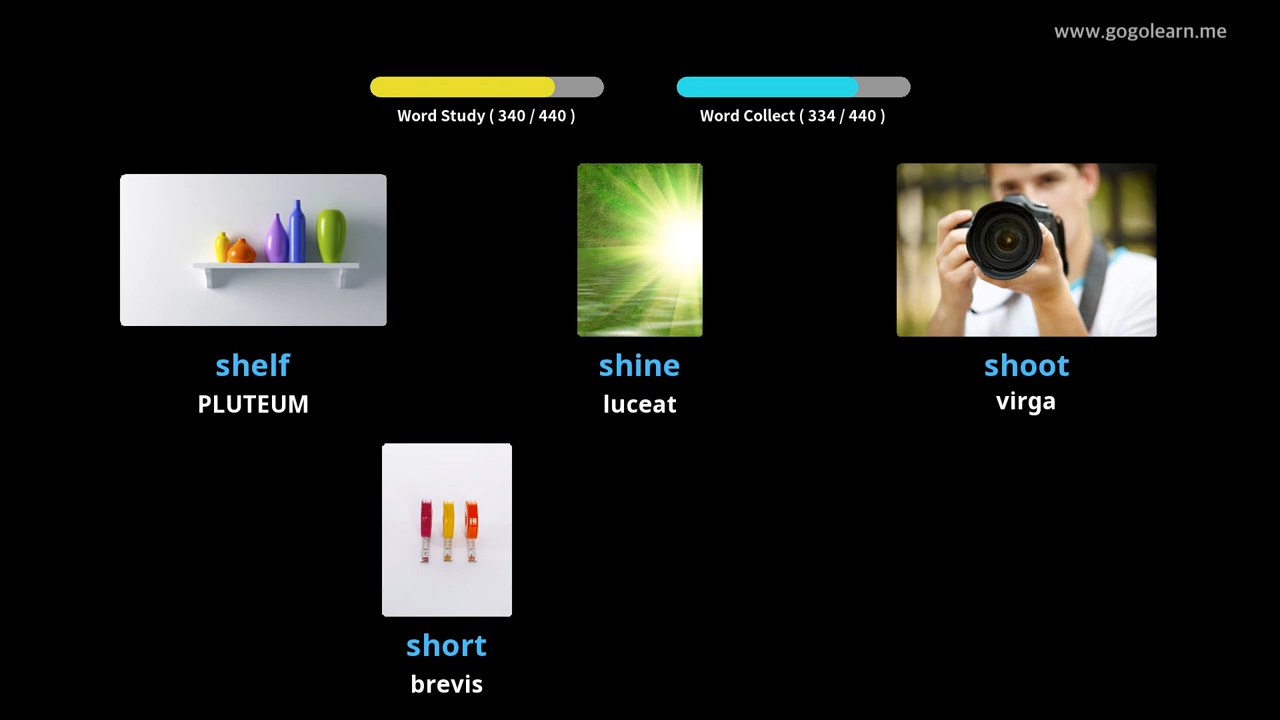 www.gogolearn.me
Word Study ( 340 / 440 )
Word Collect ( 334 / 440 )
shelf
PLUTEUM
shine
luceat
shoot
virga
short
brevis